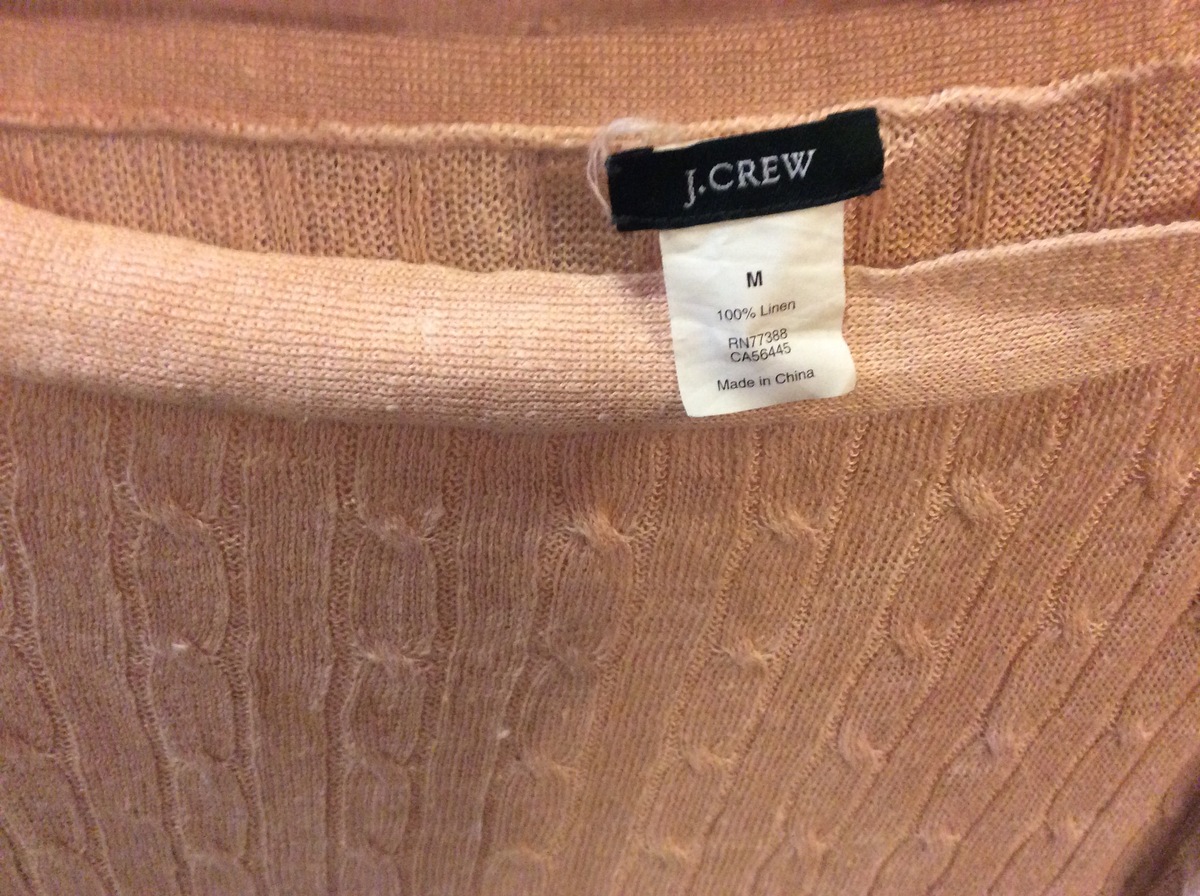 J.CREW
M
100% Linen
RN77388
CA56445
Made in China